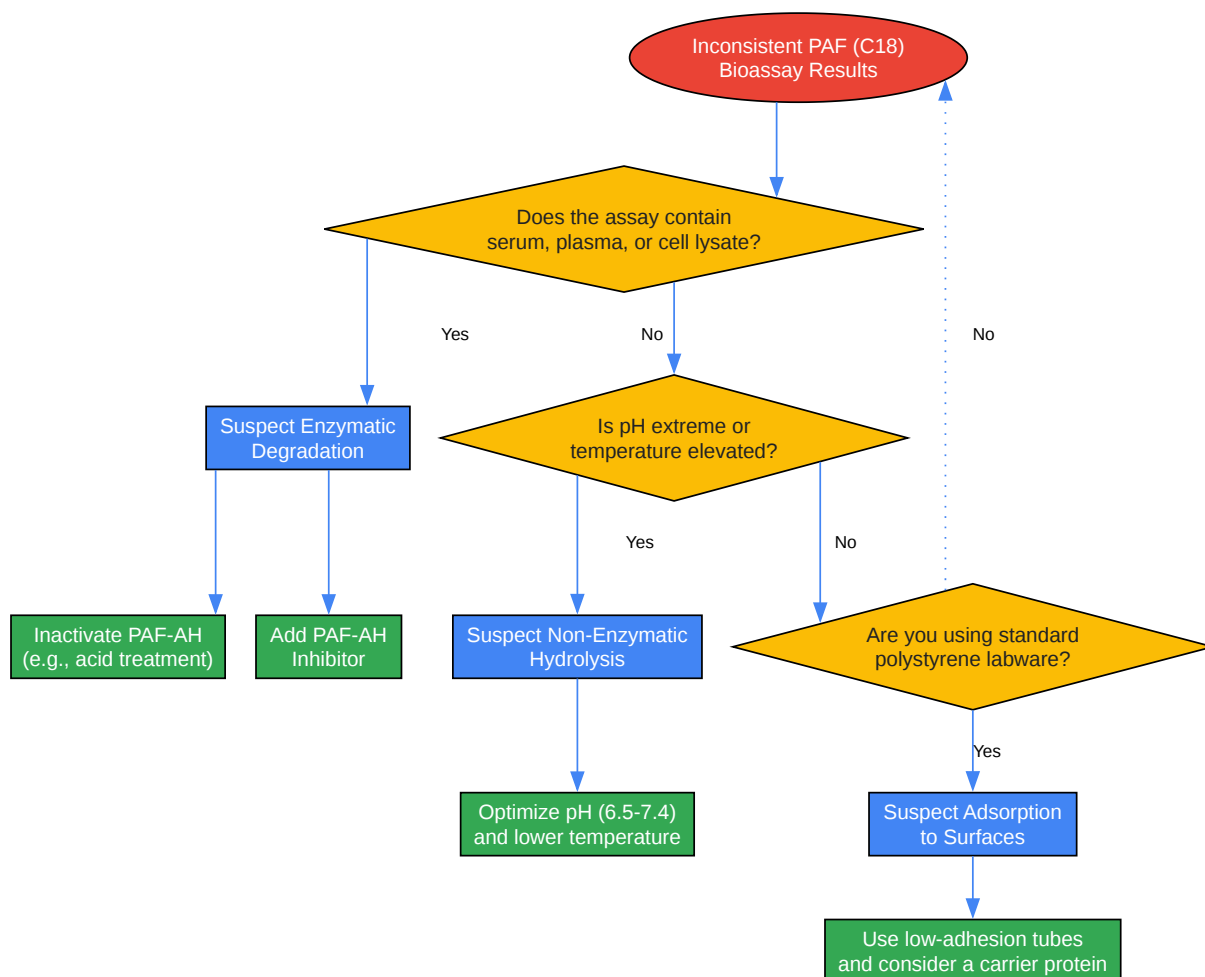 Inconsistent PAF (C18)
Bioassay Results
Does the assay contain
serum, plasma, or cell lysate?
Yes
No
No
Suspect Enzymatic
Degradation
Is pH extreme or
temperature elevated?
Yes
No
Inactivate PAF-AH
(e.g., acid treatment)
Add PAF-AH
Inhibitor
Suspect Non-Enzymatic
Hydrolysis
Are you using standard
polystyrene labware?
Yes
Optimize pH (6.5-7.4)
and lower temperature
Suspect Adsorption
to Surfaces
Use low-adhesion tubes
and consider a carrier protein